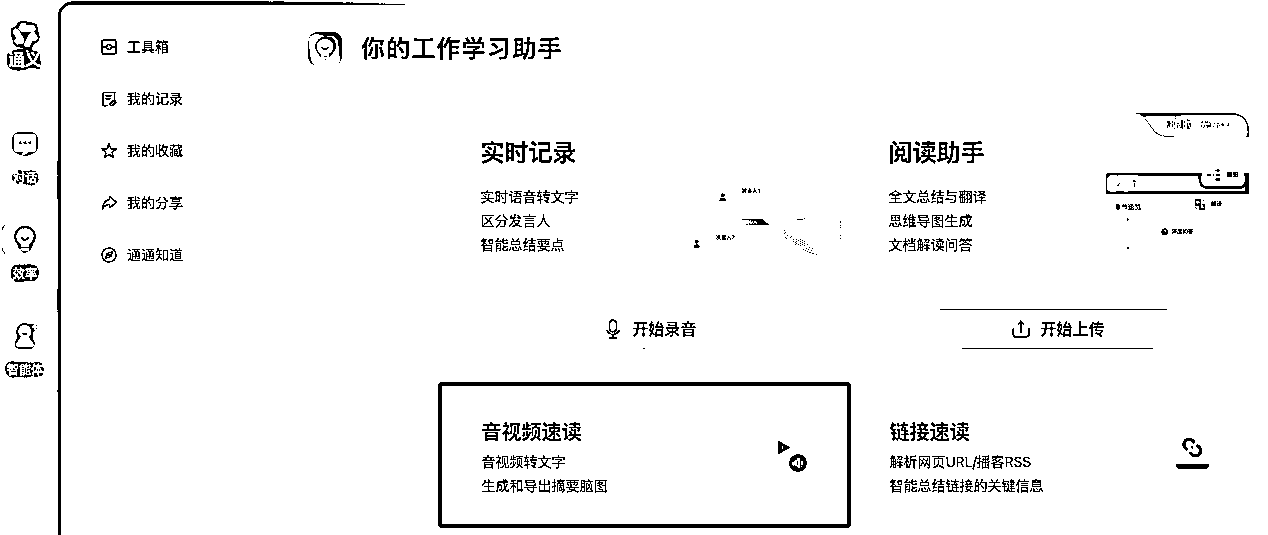 通义
对话
效率
智能体
工具箱
我的记录
我的收藏
我的分享
通通知道
你的工作学习助手
实时记录
实时语音转文字
区分发言人
智能总结要点
开始录音
阅读助手
全文总结与翻译
思维导图生成
文档解读问答
开始上传
音视频速读
音视频转文字
生成和导出摘要脑图
链接速读
解析网页URL/播客RSS
智能总结链接的关键信息